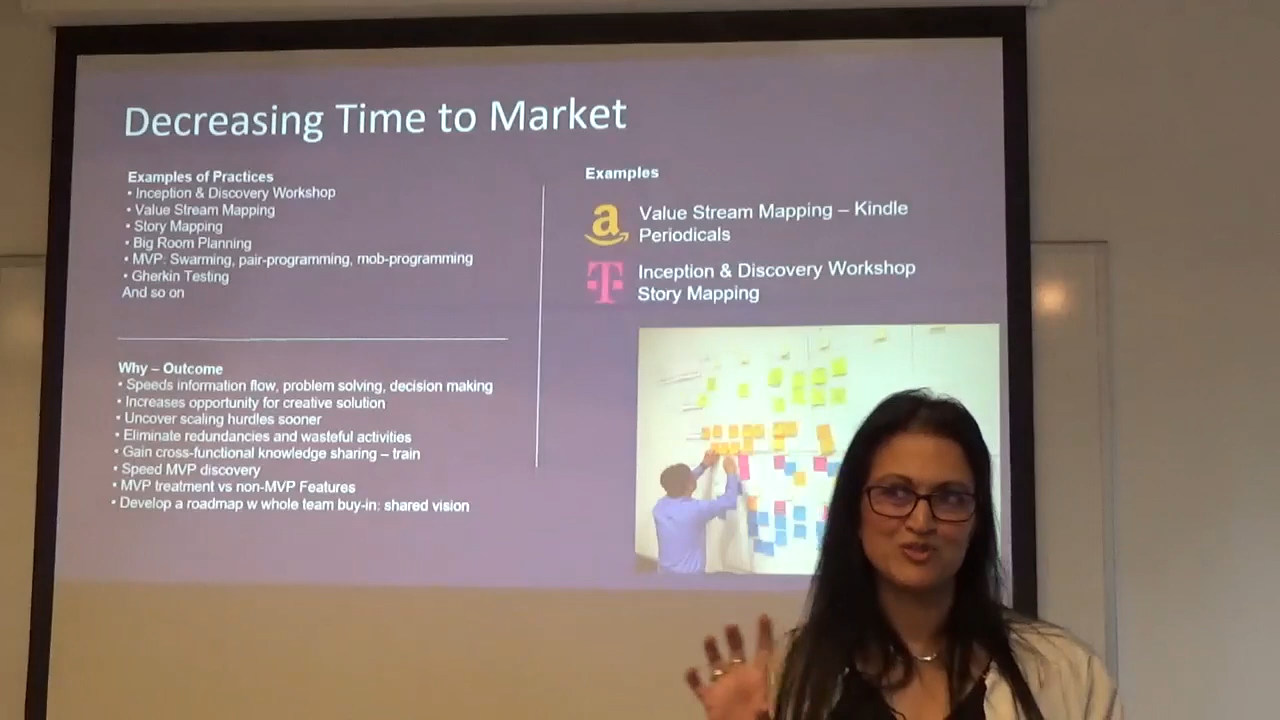 Decreasing Time to Market
Examples of Practices
• Inception & Discovery Workshop
• Value Stream Mapping
• Story Mapping
• Big Room Planning
• MVP: Swarming, pair-programming, mob-programming
• Gherkin Testing
And so on
Why – Outcome
• Speeds information flow, problem solving, decision making
• Increases opportunity for creative solution
• Uncover scaling hurdles sooner
• Eliminate redundancies and wasteful activities
• Gain cross-functional knowledge sharing – train
• Speed MVP discovery
• MVP treatment vs non-MVP Features
• Develop a roadmap w whole team buy-in: shared vision
Examples
a
Value Stream Mapping – Kindle
Periodicals
T
Inception & Discovery Workshop
Story Mapping